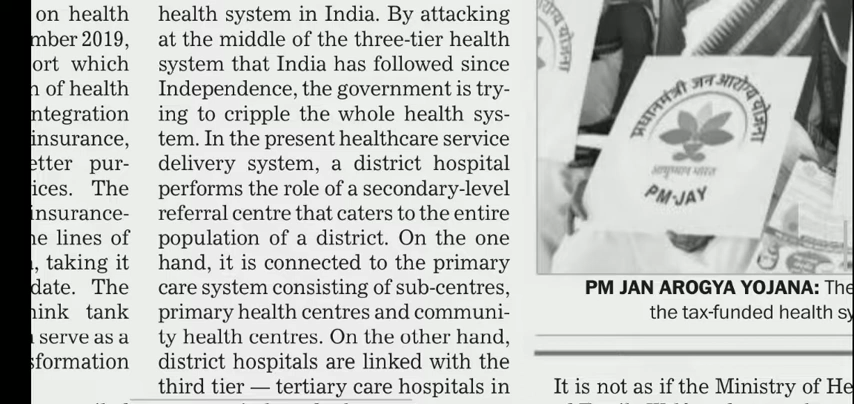 on health
mber 2019,
ort which
of health
ntegration
insurance,
etter pur-
ices. The
insurance-
e lines of
, taking it
date. The
hink tank
serve as a
sformation
health system in India. By attacking
at the middle of the three-tier health
system that India has followed since
Independence, the government is try-
ing to cripple the whole health sys-
tem. In the present healthcare service
delivery system, a district hospital
performs the role of a secondary-level
referral centre that caters to the entire
population of a district. On the one
hand, it is connected to the primary
care system consisting of sub-centres,
primary health centres and communi-
ty health centres. On the other hand,
district hospitals are linked with the
third tier — tertiary care hospitals in
प्रधानमंत्री जन आरोग्य योजना
आयुष्मान भारत
PM-JAY
PM JAN AROGYA YOJANA: The
the tax-funded health sy
It is not as if the Ministry of He